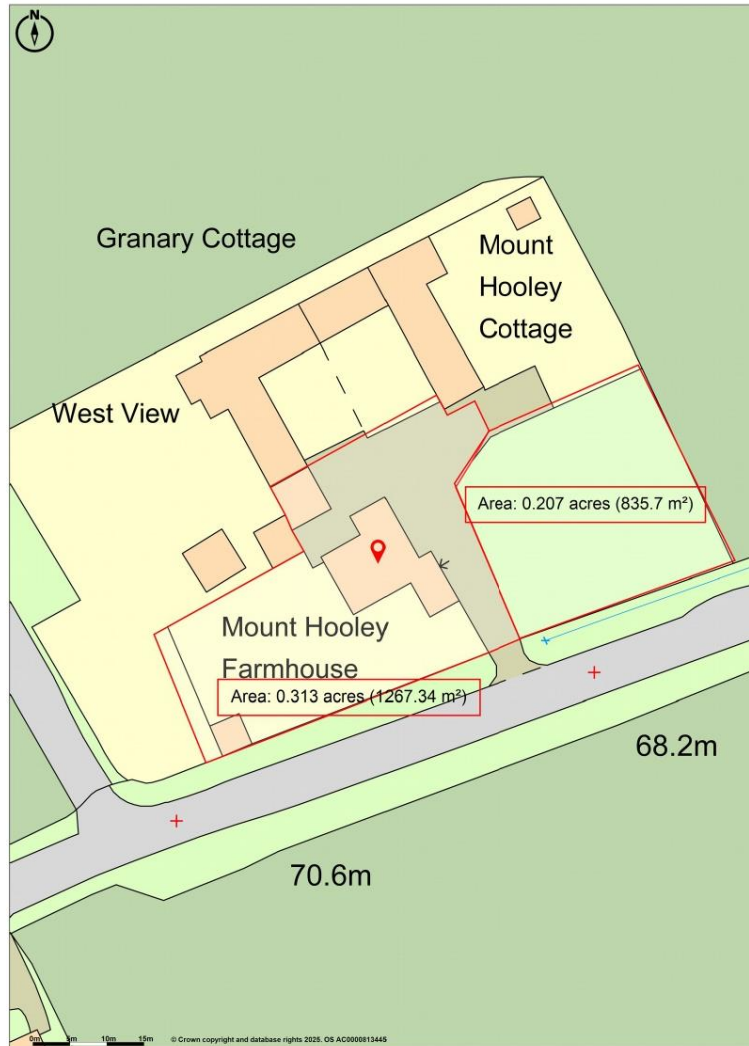 N
Granary Cottage
Mount
Hooley
Cottage
West View
Area: 0.207 acres (835.7 m²)
Mount Hooley
Farmhouse
Area: 0.313 acres (1267.34 m²)
68.2m
70.6m
0m 5m 10m 15m © Crown copyright and database rights 2025. OS AC0000813445